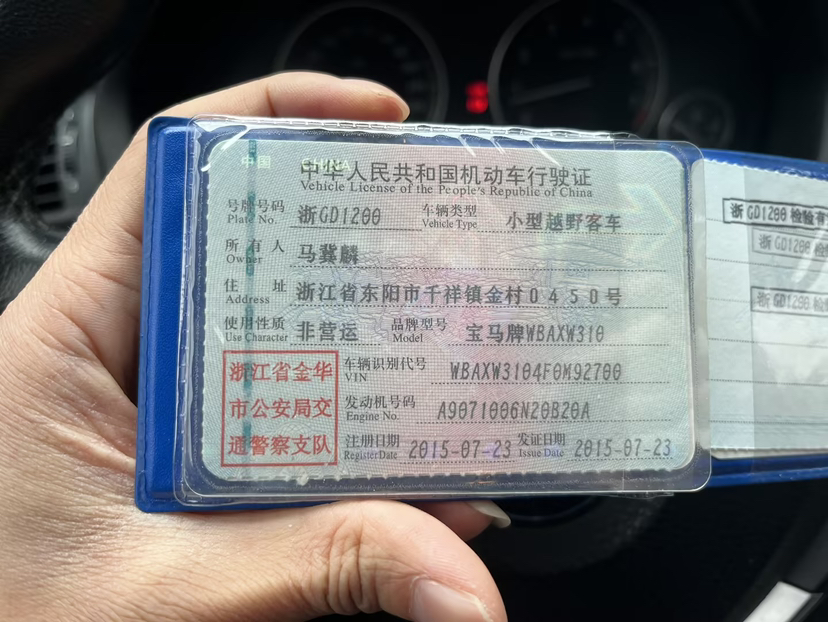 中国 CHINA
中华人民共和国机动车行驶证
Vehicle License of the People's Republic of China
号牌号码 浙GD1200 车辆类型 小型越野客车
Plate No. Vehicle Type
所有人 马冀麟
Owner
住址 浙江省东阳市千祥镇金村0450号
Address
使用性质 非营运 品牌型号 宝马牌WBAXW310
Use Character Model
浙江省金华
市公安局交
通警察支队
车辆识别代号 WBAXW3104F0M92700
VIN
发动机号码 A9071006N20B20A
Engine No.
注册日期 2015-07-23 发证日期 2015-07-23
Register Date Issue Date
浙GD1200 检验有
浙GD1200 检
浙GD1200 检